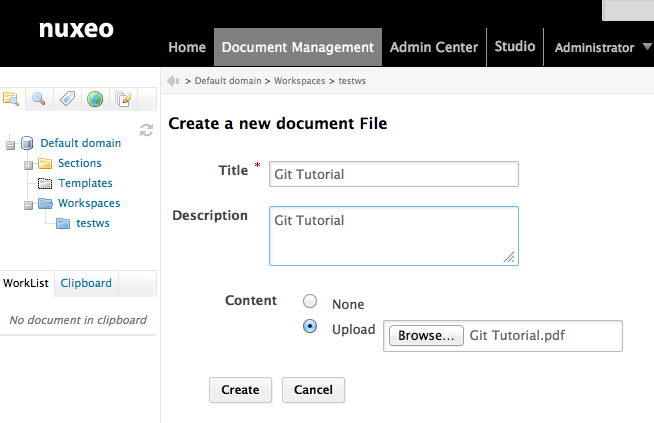 nuxeo
Home Document Management Admin Center Studio Administrator
> Default domain > Workspaces > testws
Default domain
Sections
Templates
Workspaces
testws
WorkList Clipboard
No document in clipboard
Create a new document File
Title * Git Tutorial
Description Git Tutorial
Content None
Upload Browse... Git Tutorial.pdf
Create Cancel